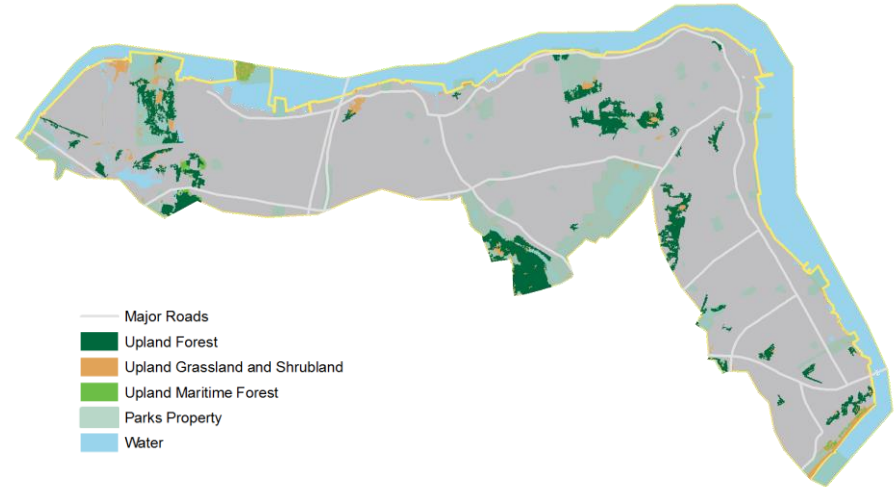 Major Roads
Upland Forest
Upland Grassland and Shrubland
Upland Maritime Forest
Parks Property
Water